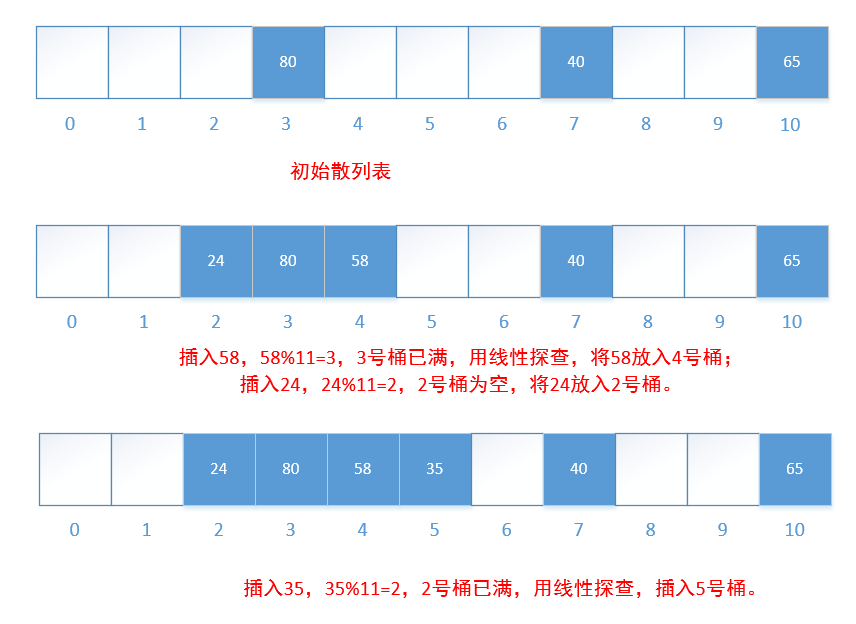 80 40 65
0 1 2 3 4 5 6 7 8 9 10
初始散列表
24 80 58 40 65
0 1 2 3 4 5 6 7 8 9 10
插入58，58%11=3，3号桶已满，用线性探查，将58放入4号桶；
插入24，24%11=2，2号桶为空，将24放入2号桶。
24 80 58 35 40 65
0 1 2 3 4 5 6 7 8 9 10
插入35，35%11=2，2号桶已满，用线性探查，插入5号桶。